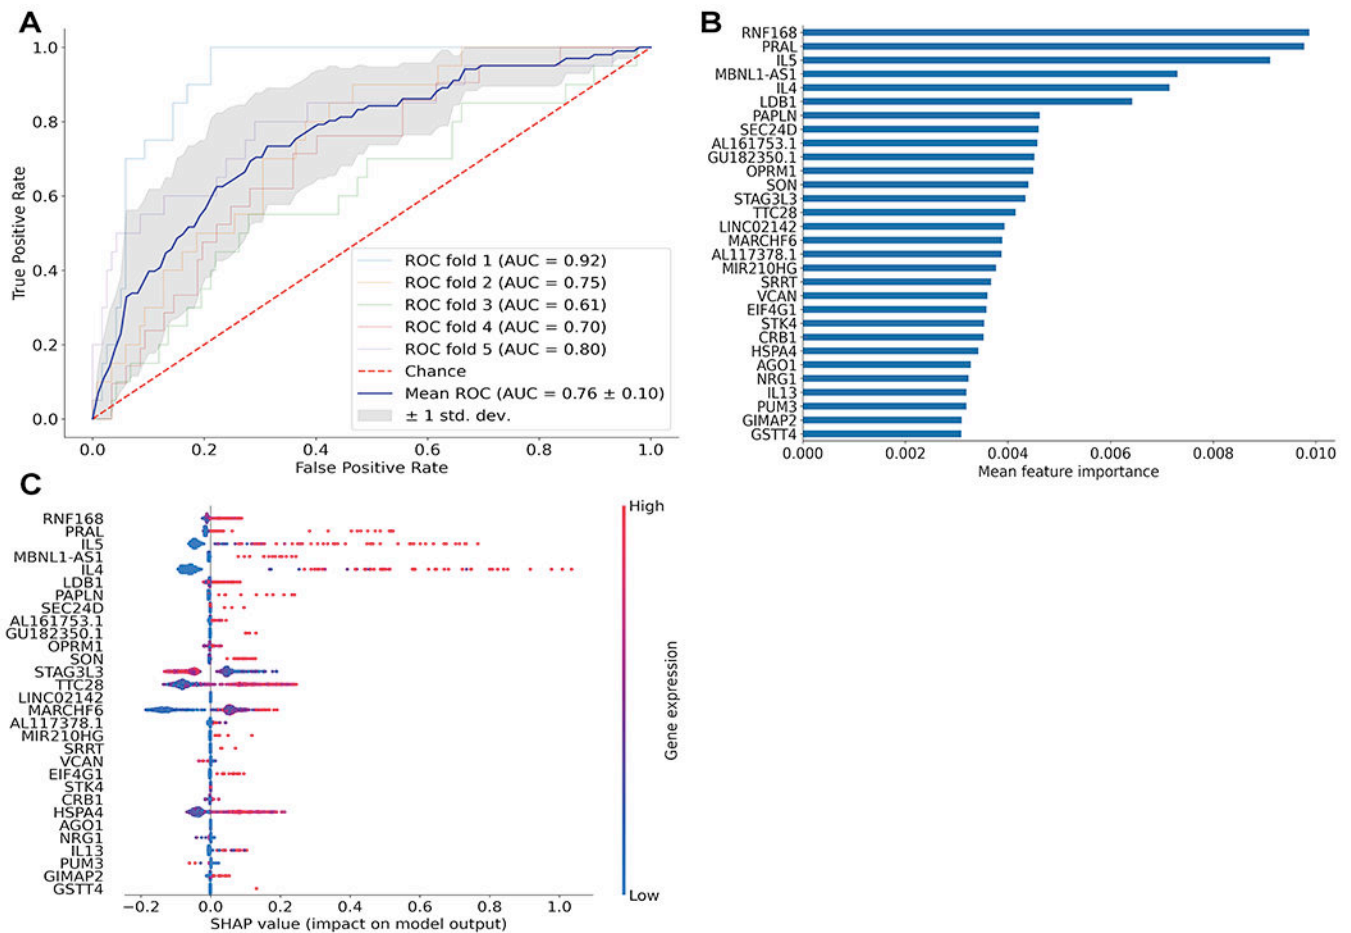 A
1.0
0.8
0.6
0.4
0.2
0.0
True Positive Rate
0.0 0.2 0.4 0.6 0.8 1.0
False Positive Rate
ROC fold 1 (AUC = 0.92)
ROC fold 2 (AUC = 0.75)
ROC fold 3 (AUC = 0.61)
ROC fold 4 (AUC = 0.70)
ROC fold 5 (AUC = 0.80)
Chance
Mean ROC (AUC = 0.76 ± 0.10)
± 1 std. dev.
B
RNF168
PRAL
IL5
MBNL1-AS1
IL4
LDB1
PAPLN
SEC24D
AL161753.1
GU182350.1
OPRM1
SON
STAG3L3
TTC28
LINC02142
MARCHF6
AL117378.1
MIR210HG
SRRT
VCAN
EIF4G1
STK4
CRB1
HSPA4
AGO1
NRG1
IL13
PUM3
GIMAP2
GSTT4
0.000 0.002 0.004 0.006 0.008 0.010
Mean feature importance
C
RNF168
PRAL
IL5
MBNL1-AS1
IL4
LDB1
PAPLN
SEC24D
AL161753.1
GU182350.1
OPRM1
SON
STAG3L3
TTC28
LINC02142
MARCHF6
AL117378.1
MIR210HG
SRRT
VCAN
EIF4G1
STK4
CRB1
HSPA4
AGO1
NRG1
IL13
PUM3
GIMAP2
GSTT4
−0.2 0.0 0.2 0.4 0.6 0.8 1.0
SHAP value (impact on model output)
High
Gene expression
Low